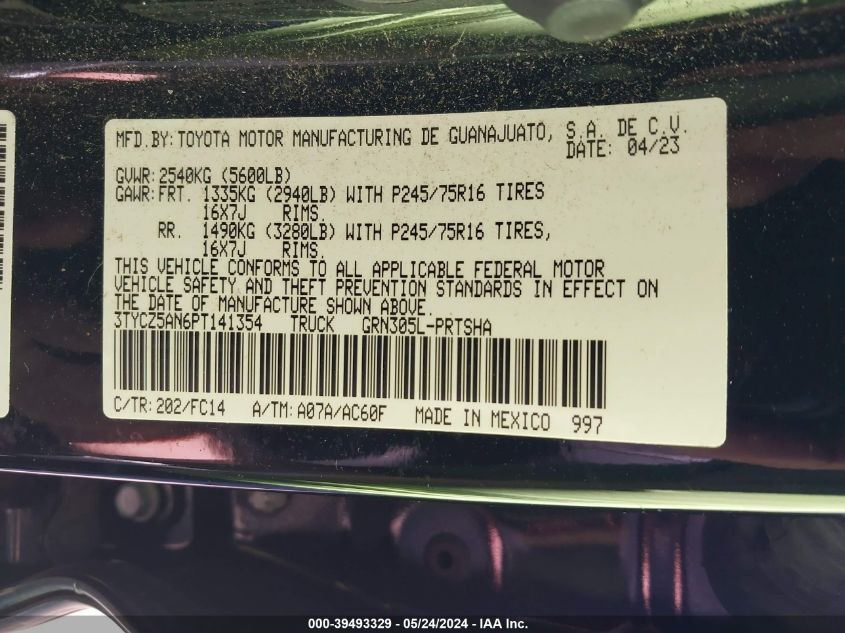 MFD.BY:TOYOTA MOTOR MANUFACTURING DE GUANAJUATO, S.A. DE C.V.
DATE: 04/23
GVWR:2540KG (5600LB)
GAWR:FRT. 1335KG (2940LB) WITH P245/75R16 TIRES
16X7J RIMS.
RR. 1490KG (3280LB) WITH P245/75R16 TIRES,
16X7J RIMS.
THIS VEHICLE CONFORMS TO ALL APPLICABLE FEDERAL MOTOR
VEHICLE SAFETY AND THEFT PREVENTION STANDARDS IN EFFECT ON
THE DATE OF MANUFACTURE SHOWN ABOVE.
3TYCZ5AN6PT141354 TRUCK GRN305L-PRTSHA
C/TR:202/FC14 A/TM:A07A/AC60F MADE IN MEXICO 997
000-39493329 - 05/24/2024 - IAA Inc.